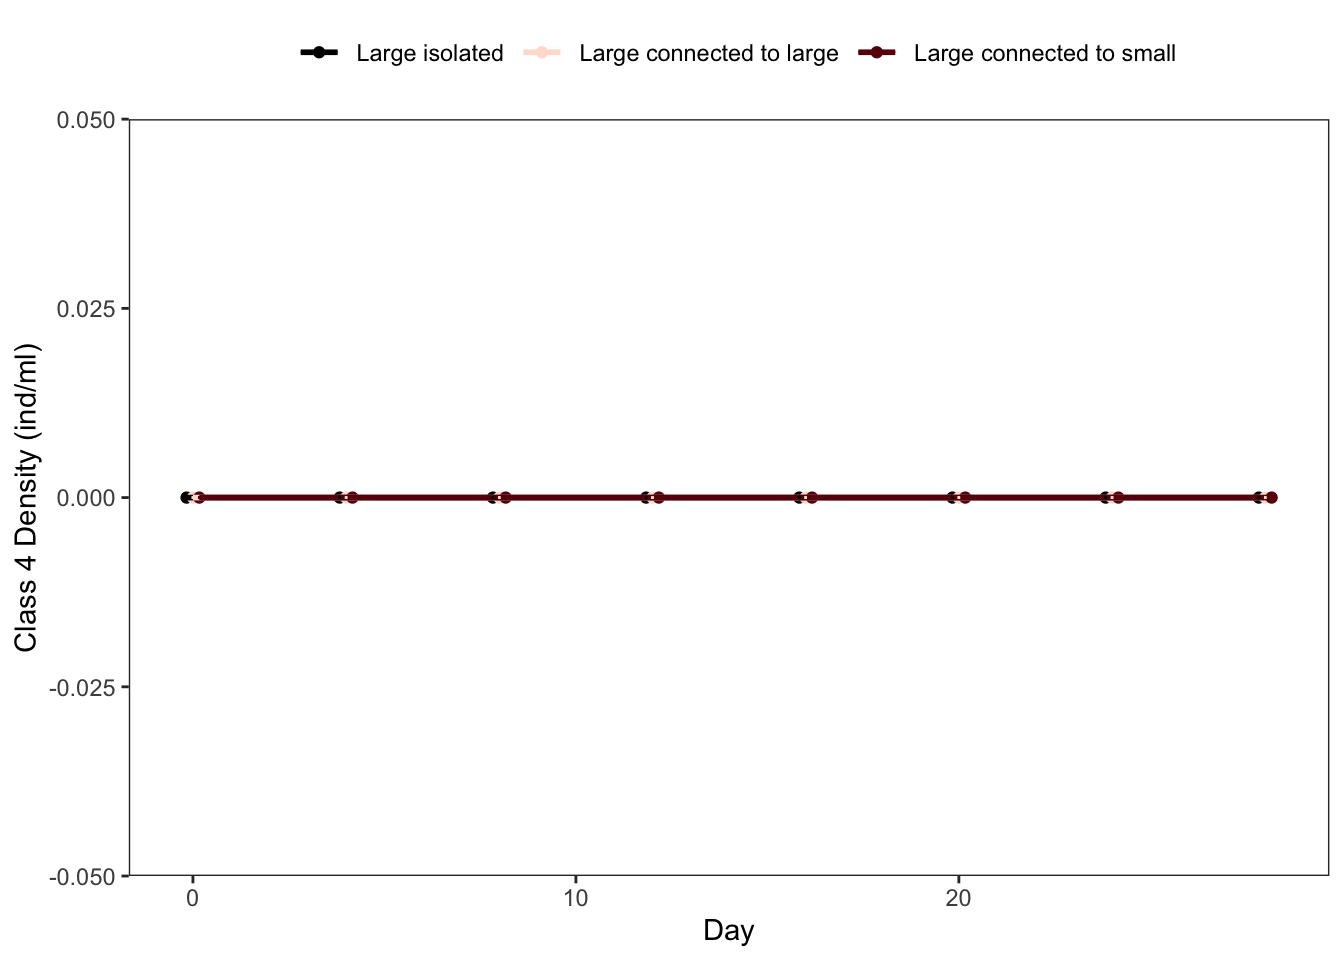 Large isolated Large connected to large Large connected to small
0.050
0.025
0.000
-0.025
-0.050
Class 4 Density (ind/ml)
0 10 20
Day